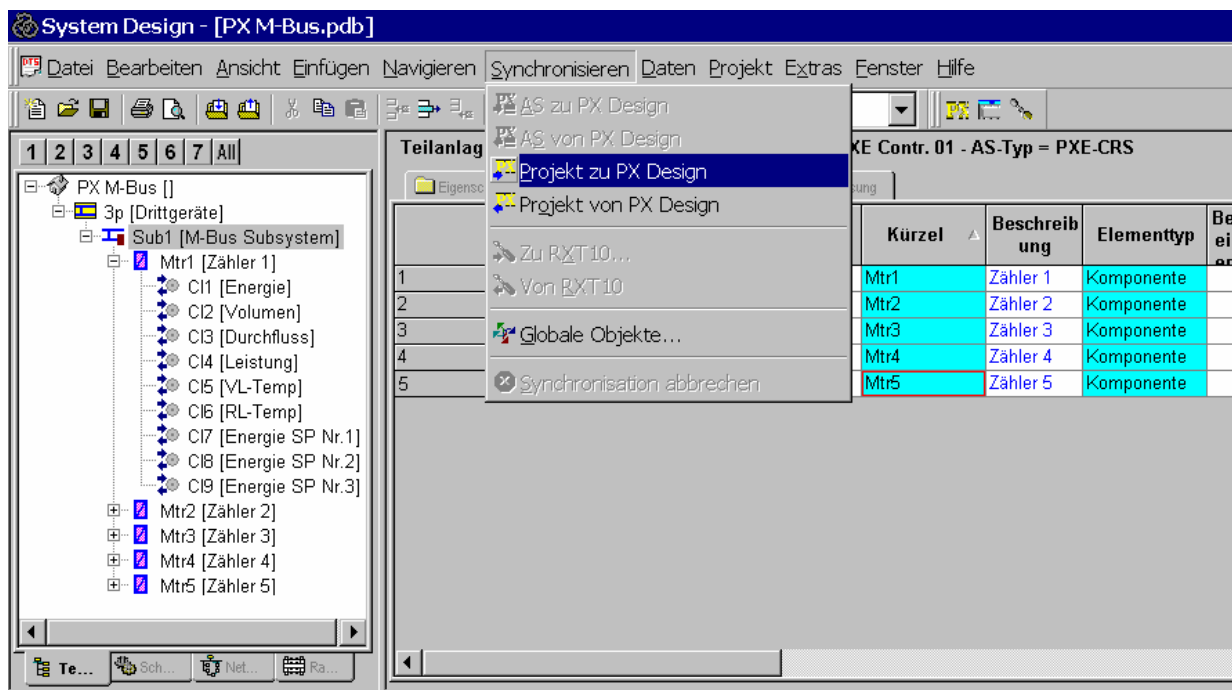 System Design - [PX M-Bus.pdb]
Datei Bearbeiten Ansicht Einfügen Navigieren Synchronisieren Daten Projekt Extras Fenster Hilfe
1 2 3 4 5 6 7 All
PX M-Bus []
3p [Drittgeräte]
Sub1 [M-Bus Subsystem]
Mtr1 [Zähler 1]
CI1 [Energie]
CI2 [Volumen]
CI3 [Durchfluss]
CI4 [Leistung]
CI5 [VL-Temp]
CI6 [RL-Temp]
CI7 [Energie SP Nr.1]
CI8 [Energie SP Nr.2]
CI9 [Energie SP Nr.3]
Mtr2 [Zähler 2]
Mtr3 [Zähler 3]
Mtr4 [Zähler 4]
Mtr5 [Zähler 5]
Te... Sch... Net... Ra...
AS zu PX Design
AS von PX Design
Projekt zu PX Design
Projekt von PX Design
Zu RXT10...
Von RXT10
Globale Objekte...
Synchronisation abbrechen
Teilanlag XE Contr. 01 - AS-Typ = PXE-CRS
Eigensc ung
Kürzel Beschreib ung Elementtyp Be ei
1 Mtr1 Zähler 1 Komponente
2 Mtr2 Zähler 2 Komponente
3 Mtr3 Zähler 3 Komponente
4 Mtr4 Zähler 4 Komponente
5 Mtr5 Zähler 5 Komponente